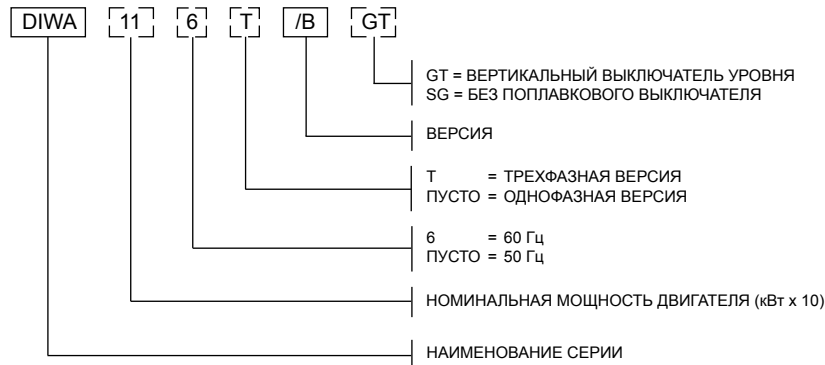 DIWA 11 6 T /B GT
GT = ВЕРТИКАЛЬНЫЙ ВЫКЛЮЧАТЕЛЬ УРОВНЯ
SG = БЕЗ ПОПЛАВКОВОГО ВЫКЛЮЧАТЕЛЯ
ВЕРСИЯ
T = ТРЕХФАЗНАЯ ВЕРСИЯ
ПУСТО = ОДНОФАЗНАЯ ВЕРСИЯ
6 = 60 Гц
ПУСТО = 50 Гц
НОМИНАЛЬНАЯ МОЩНОСТЬ ДВИГАТЕЛЯ (кВт x 10)
НАИМЕНОВАНИЕ СЕРИИ